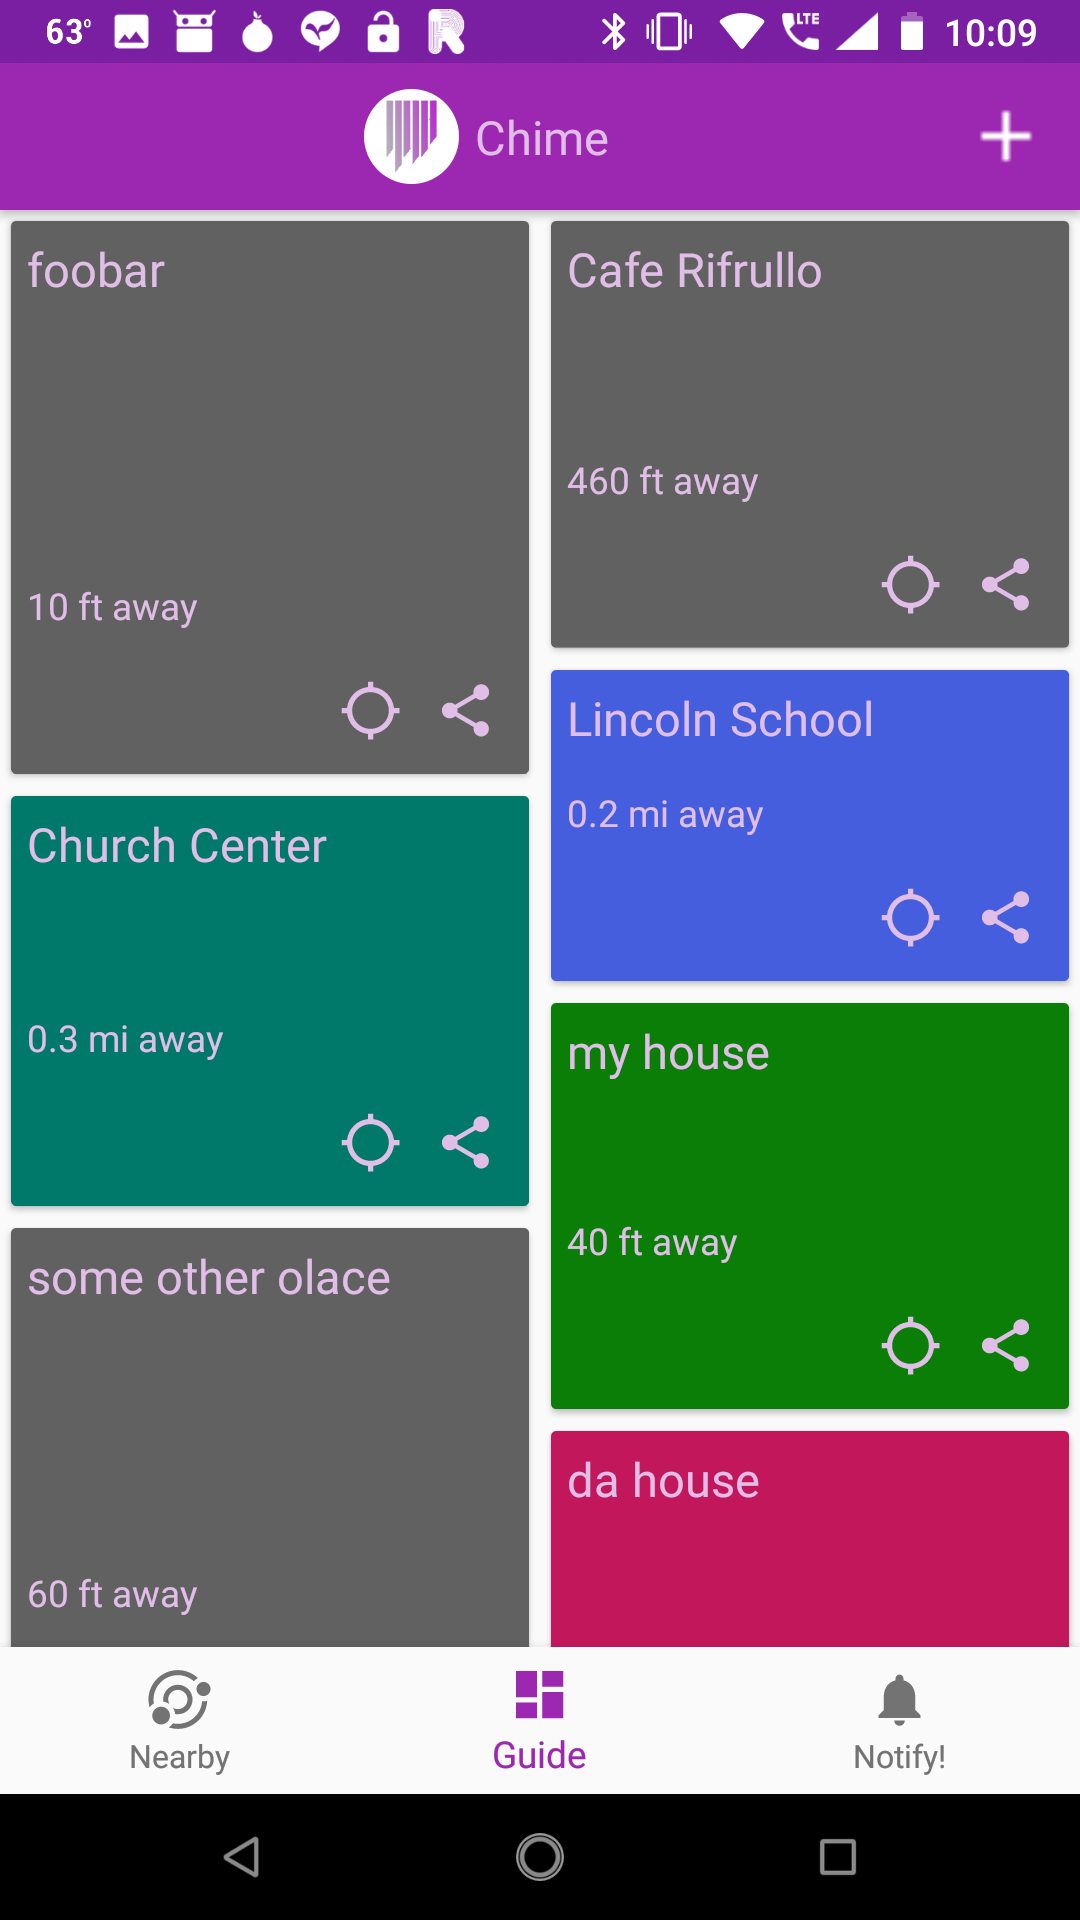 63°
LTE
10:09
Chime
foobar
10 ft away
Cafe Rifrullo
460 ft away
Lincoln School
0.2 mi away
Church Center
0.3 mi away
my house
40 ft away
some other olace
60 ft away
da house
Nearby
Guide
Notify!